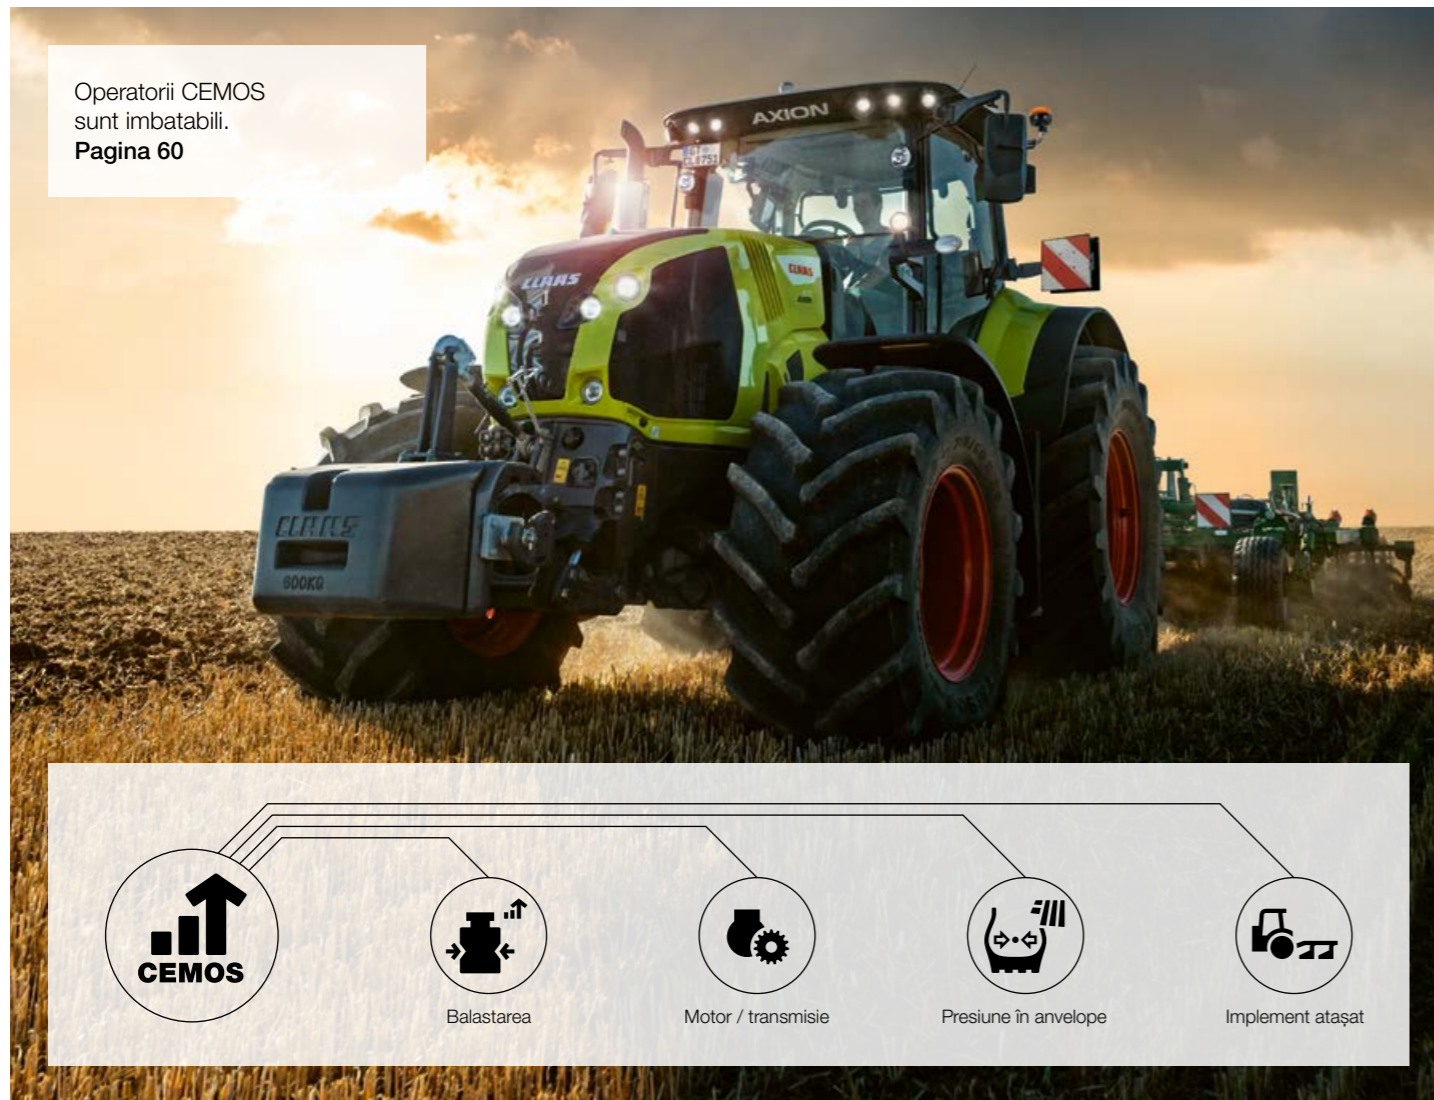 Operatorii CEMOS
sunt imbatabili.
Pagina 60
AXION
CLAAS
CLAAS
CLAAS
600KG
CEMOS
Balastarea
Motor / transmisie
Presiune în anvelope
Implement atașat